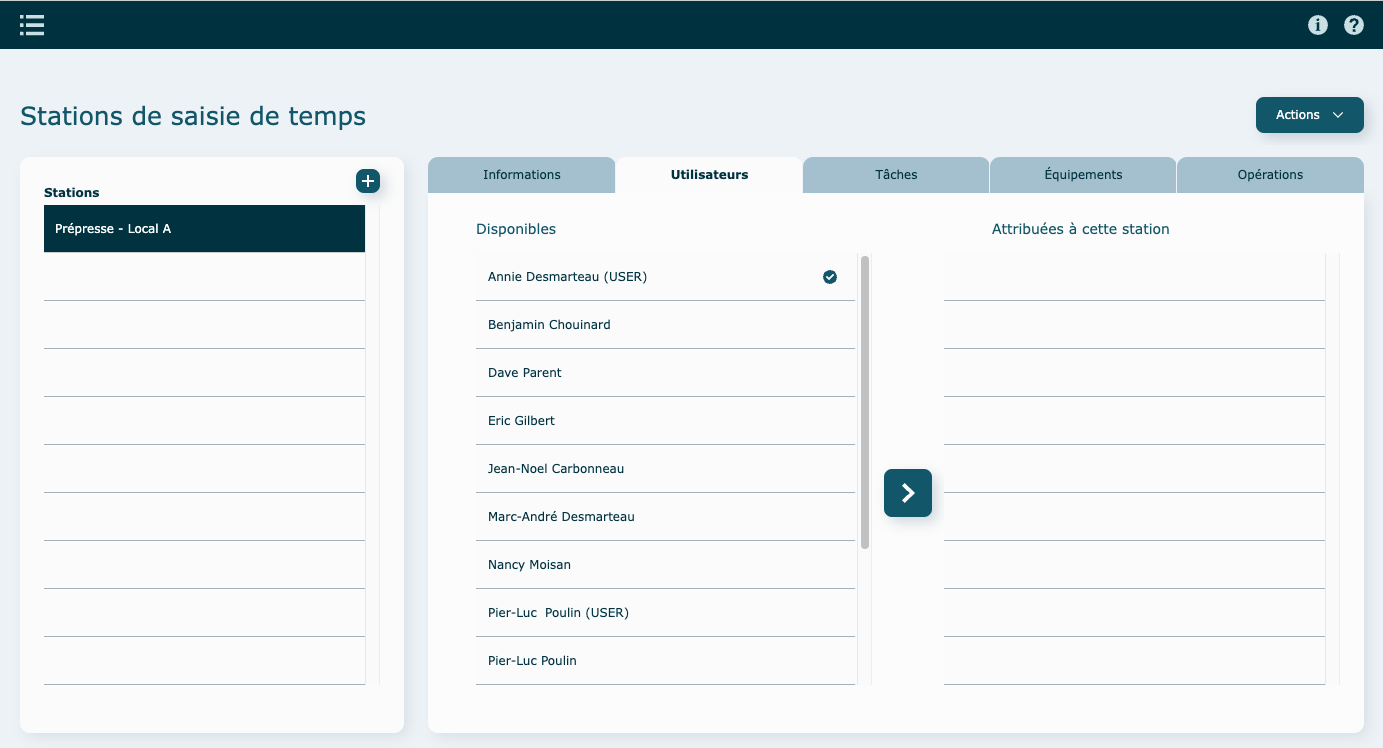 Stations de saisie de temps
Actions
Stations
Prépresse - Local A
Informations
Utilisateurs
Tâches
Équipements
Opérations
Disponibles
Attribuées à cette station
Annie Desmarteau (USER)
Benjamin Chouinard
Dave Parent
Eric Gilbert
Jean-Noel Carbonneau
Marc-André Desmarteau
Nancy Moisan
Pier-Luc  Poulin (USER)
Pier-Luc Poulin